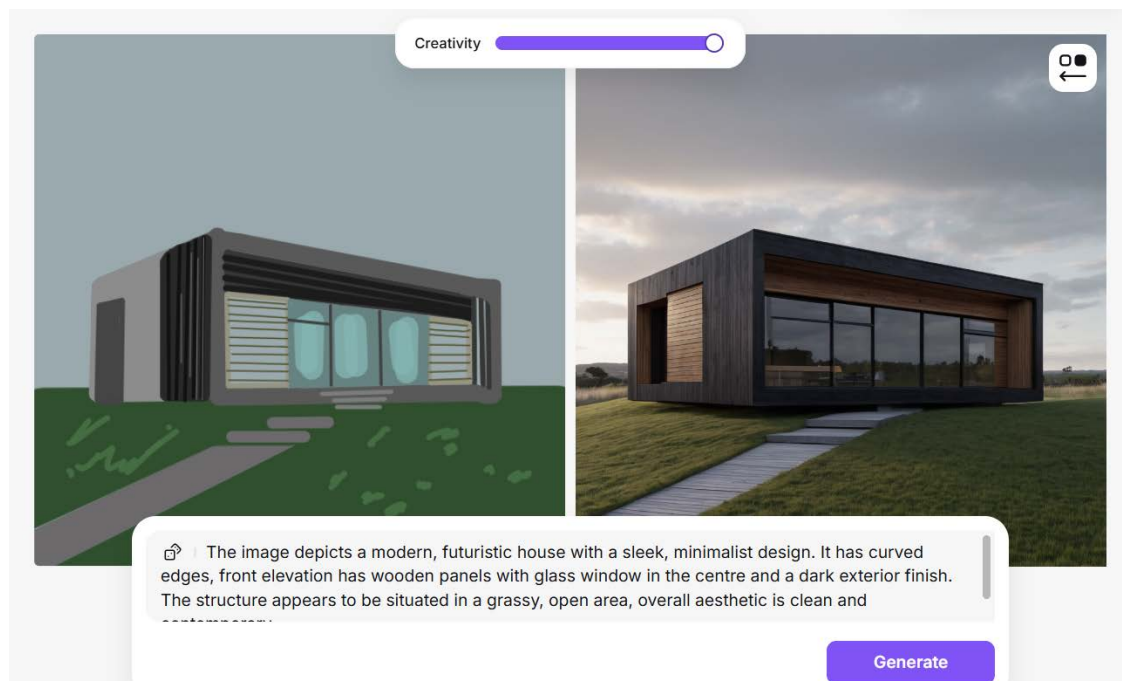 Creativity
The image depicts a modern, futuristic house with a sleek, minimalist design. It has curved
edges, front elevation has wooden panels with glass window in the centre and a dark exterior finish.
The structure appears to be situated in a grassy, open area, overall aesthetic is clean and
contemporary.
Generate